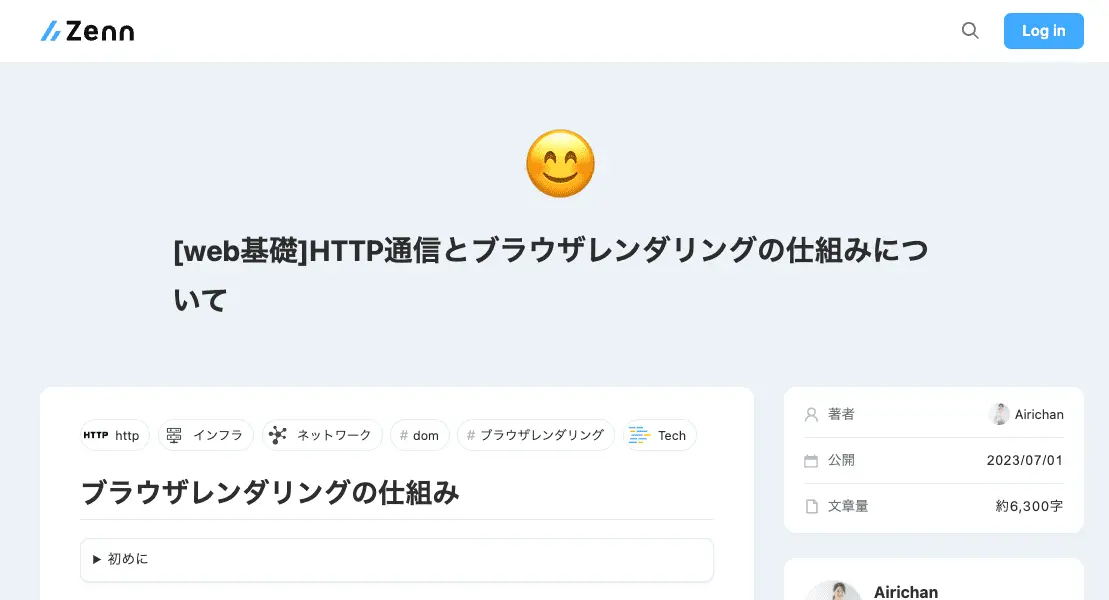 Zenn
Log in
[web基礎]HTTP通信とブラウザレンダリングの仕組みにつ
いて
HTTP http インフラ ネットワーク # dom # ブラウザレンダリング Tech
ブラウザレンダリングの仕組み
▶ 初めに
著者 Airichan
公開 2023/07/01
文章量 約6,300字
Airichan